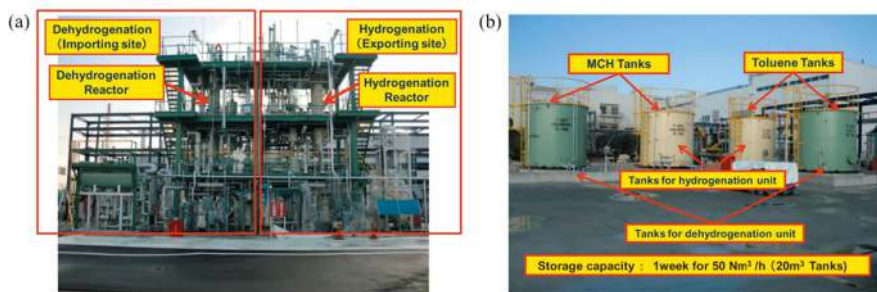 (a)
Dehydrogenation
(Importing site)
Hydrogenation
(Exporting site)
Dehydrogenation
Reactor
Hydrogenation
Reactor
(b)
MCH Tanks
Toluene Tanks
Tanks for hydrogenation unit
Tanks for dehydrogenation unit
Storage capacity : 1week for 50 Nm³ /h (20m³ Tanks)